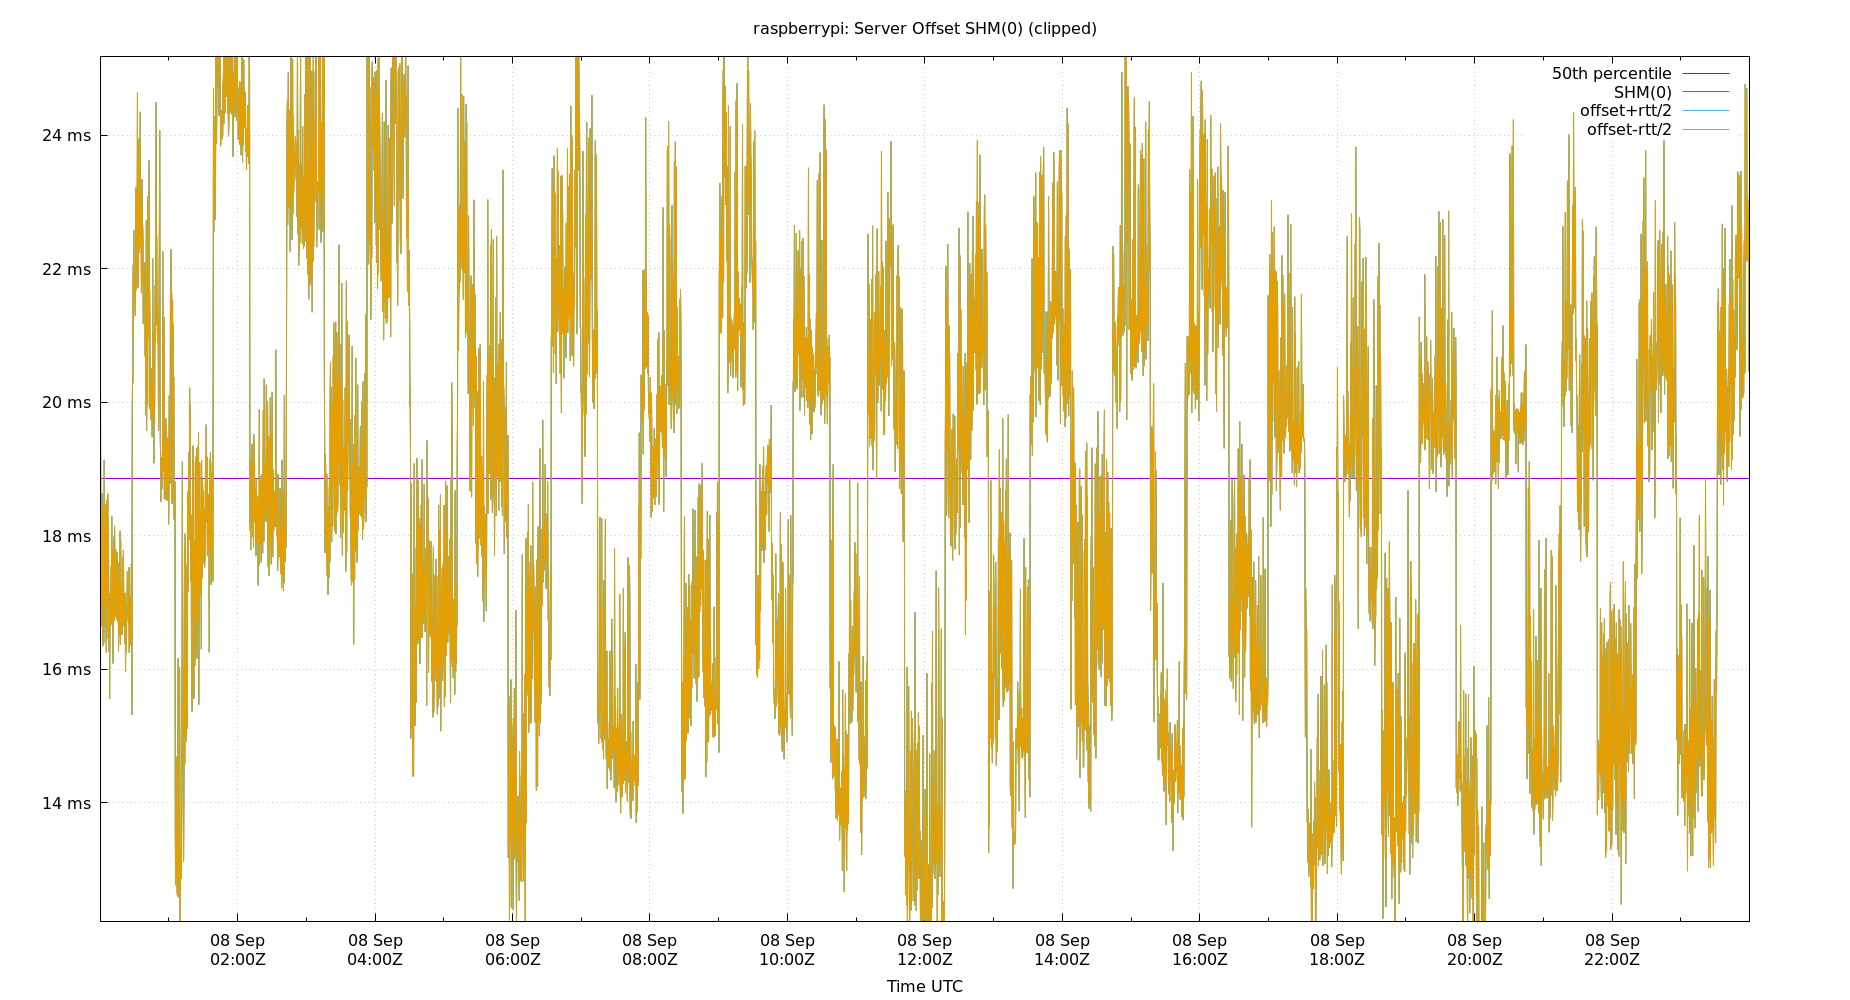 raspberrypi: Server Offset SHM(0) (clipped)
50th percentile
SHM(0)
offset+rtt/2
offset-rtt/2
24 ms
22 ms
20 ms
18 ms
16 ms
14 ms
08 Sep 08 Sep 08 Sep 08 Sep 08 Sep 08 Sep 08 Sep 08 Sep 08 Sep 08 Sep 08 Sep
02:00Z 04:00Z 06:00Z 08:00Z 10:00Z 12:00Z 14:00Z 16:00Z 18:00Z 20:00Z 22:00Z
Time UTC